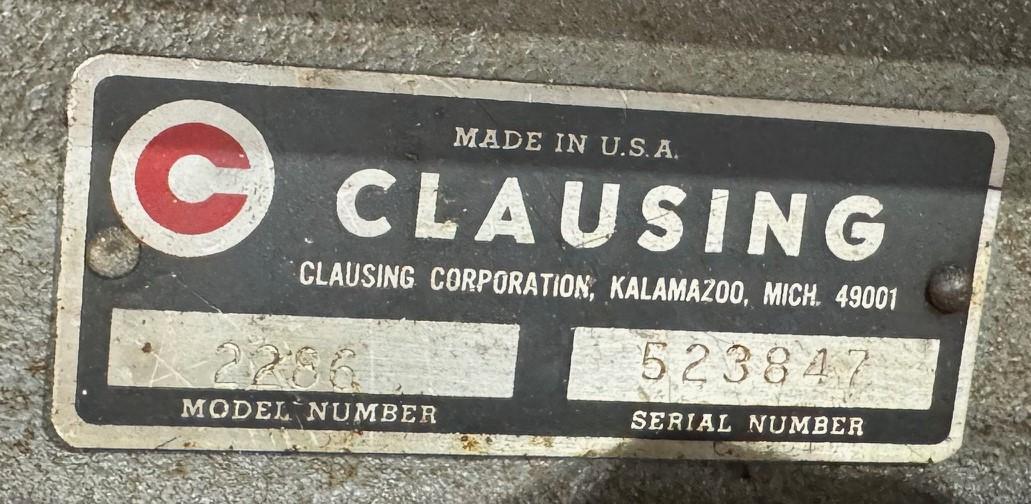 MADE IN U.S.A.
CLAUSING
CLAUSING CORPORATION, KALAMAZOO, MICH. 49001
2286 523847
MODEL NUMBER SERIAL NUMBER